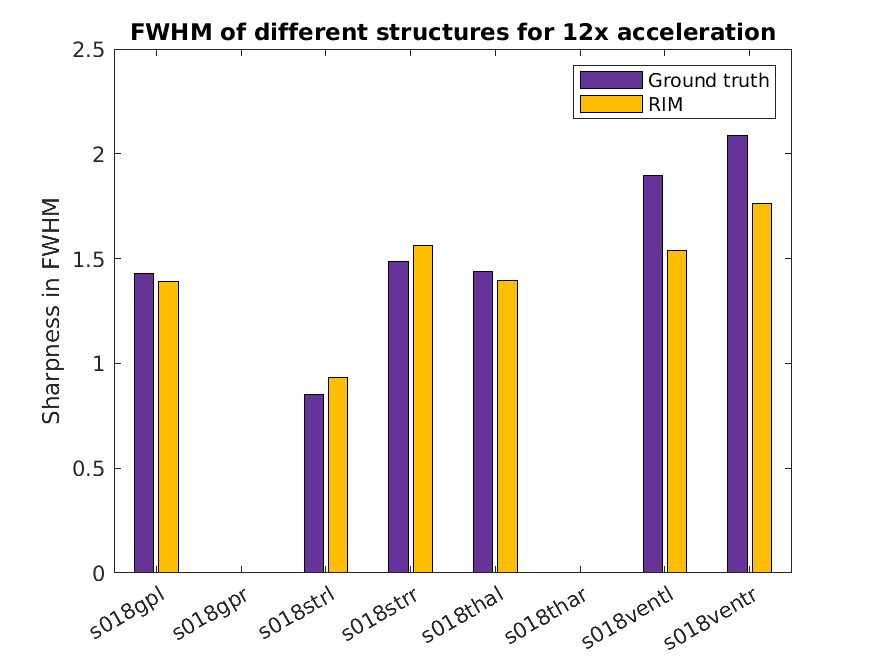 FWHM of different structures for 12x acceleration
2.5
Ground truth
RIM
2
1.5
1
0.5
0
Sharpness in FWHM
s018gpl
s018gpr
s018strl
s018strr
s018thal
s018thar
s018ventl
s018ventr